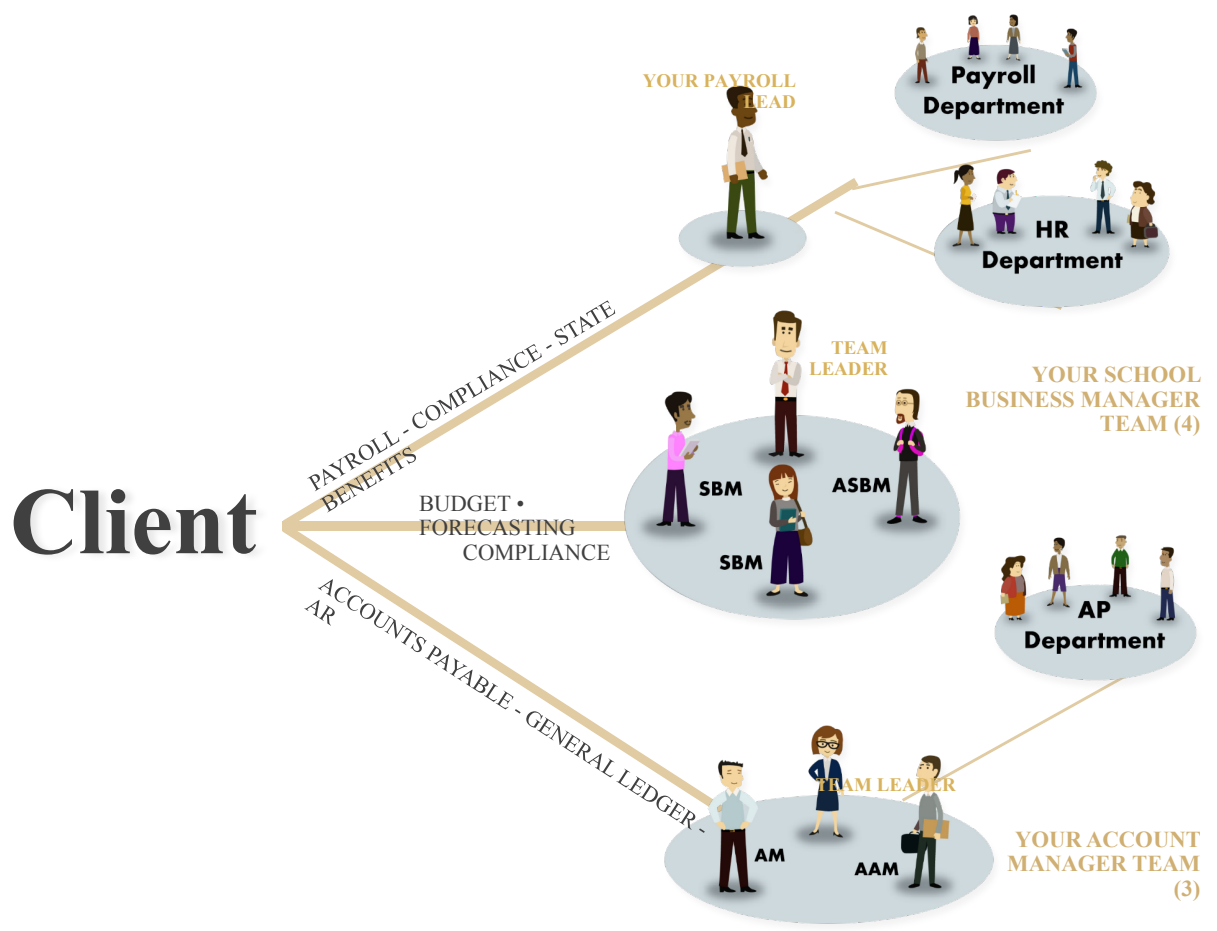 YOUR PAYROLL
LEAD
Payroll
Department
HR
Department
PAYROLL - COMPLIANCE - STATE
BENEFITS
TEAM
LEADER
YOUR SCHOOL
BUSINESS MANAGER
TEAM (4)
SBM
ASBM
SBM
Client
BUDGET •
FORECASTING
COMPLIANCE
ACCOUNTS PAYABLE - GENERAL LEDGER -
AR
AP
Department
TEAM LEADER
AM
AAM
YOUR ACCOUNT
MANAGER TEAM
(3)